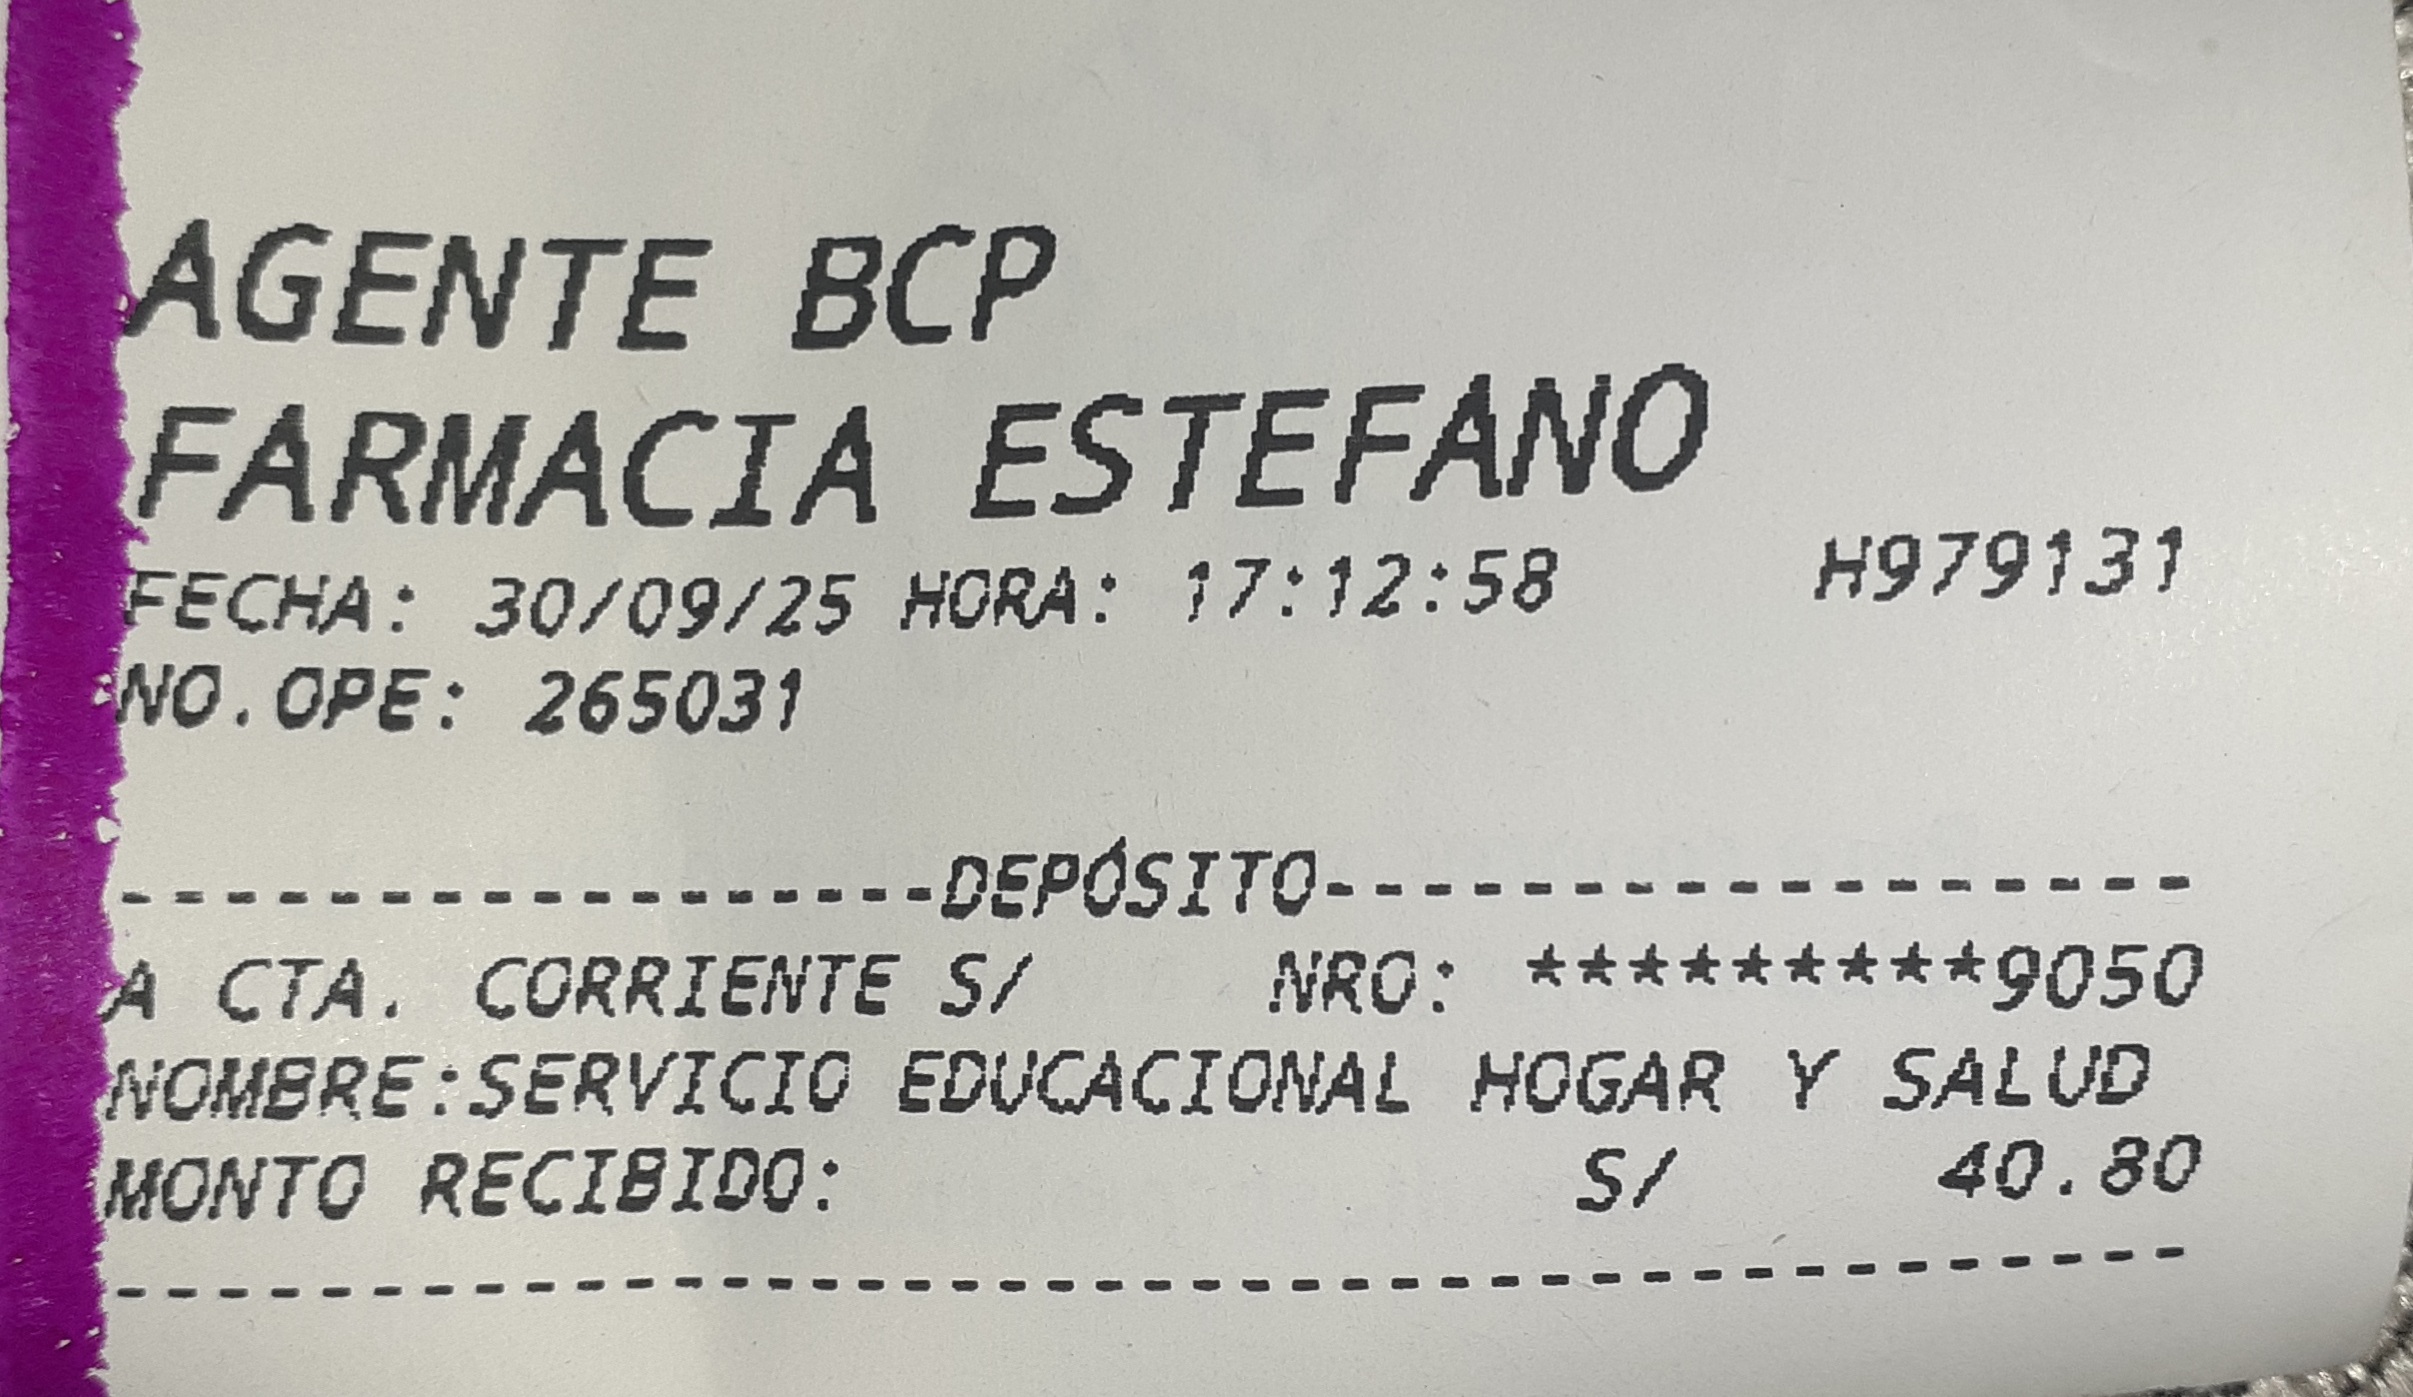 AGENTE BCP
FARMACIA ESTEFANO
FECHA: 30/09/25 HORA: 17:12:58 H979131
NO.OPE: 265031
------------------DEPÓSITO-----------------
A CTA. CORRIENTE S/ NRO: *********9050
NOMBRE:SERVICIO EDUCACIONAL HOGAR Y SALUD
MONTO RECIBIDO: S/ 40.80
-----------------------------------------